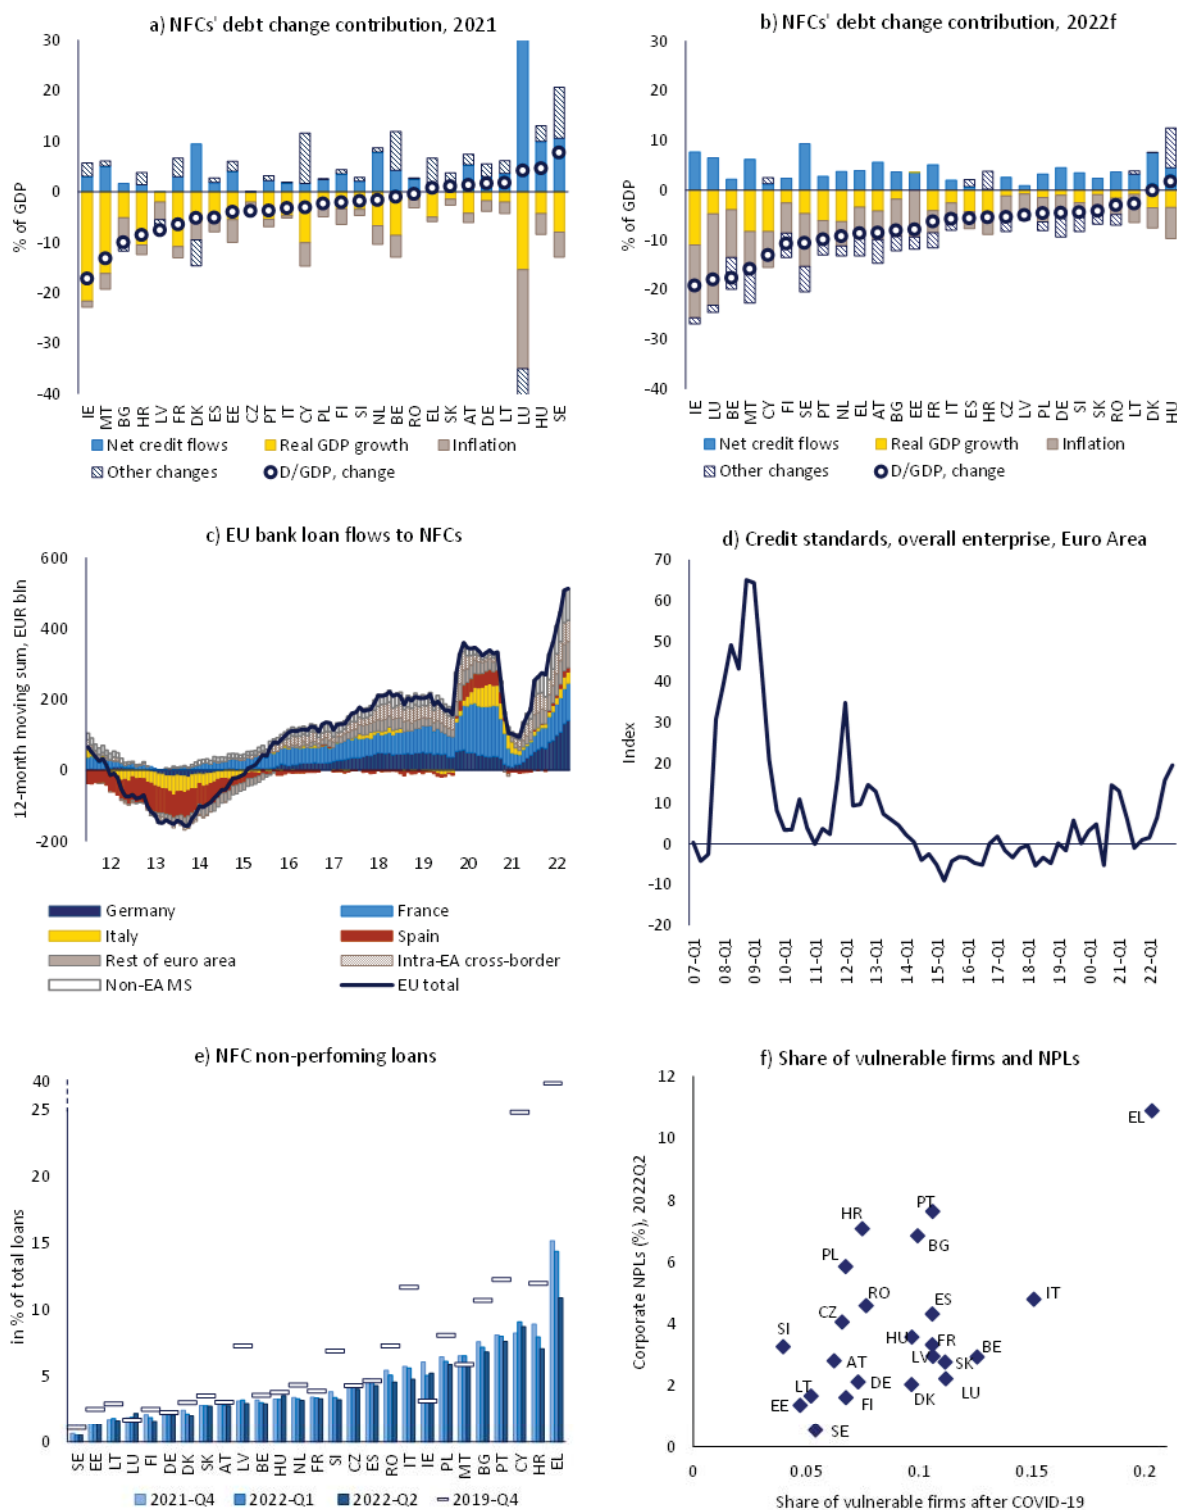 a) NFCs' debt change contribution, 2021
30
20
10
0
-10
-20
-30
-40
% of GDP
IE MT BG HR LV FR DK ES EE CZ PT IT CY PL FI SI NL BE RO EL SK AT DE LT LU HU SE
Net credit flows Real GDP growth Inflation
Other changes D/GDP, change
b) NFCs' debt change contribution, 2022f
30
20
10
0
-10
-20
-30
-40
% of GDP
IE LU BE MT CY FI SE PT NL EL AT BG EE FR IT ES HR CZ LV PL DE SI SK RO LT DK HU
Net credit flows Real GDP growth Inflation
Other changes D/GDP, change
c) EU bank loan flows to NFCs
600
400
200
0
-200
12-month moving sum, EUR bln
12 13 14 15 16 17 18 19 20 21 22
Germany France
Italy Spain
Rest of euro area Intra-EA cross-border
Non-EA MS EU total
d) Credit standards, overall enterprise, Euro Area
70
60
50
40
30
20
10
0
-10
-20
Index
07-Q1 08-Q1 09-Q1 10-Q1 11-Q1 12-Q1 13-Q1 14-Q1 15-Q1 16-Q1 17-Q1 18-Q1 19-Q1 20-Q1 21-Q1 22-Q1
e) NFC non-perfoming loans
40
25
20
15
10
5
0
in % of total loans
SE EE LT LU FI DE DK SK AT LV BE HU NL FR SI CZ ES RO IT IE PL MT BG CY HR EL
2021-Q4 2022-Q1 2022-Q2 2019-Q4
f) Share of vulnerable firms and NPLs
12
10
8
6
4
2
0
Corporate NPLs (%), 2022Q2
EL
PT
HR
BG
PL
RO
ES
IT
CZ
SI
HU
FR
BE
LV
SK
AT
DE
LU
LT
DK
EE
FI
SE
0 0.05 0.1 0.15 0.2
Share of vulnerable firms after COVID-19